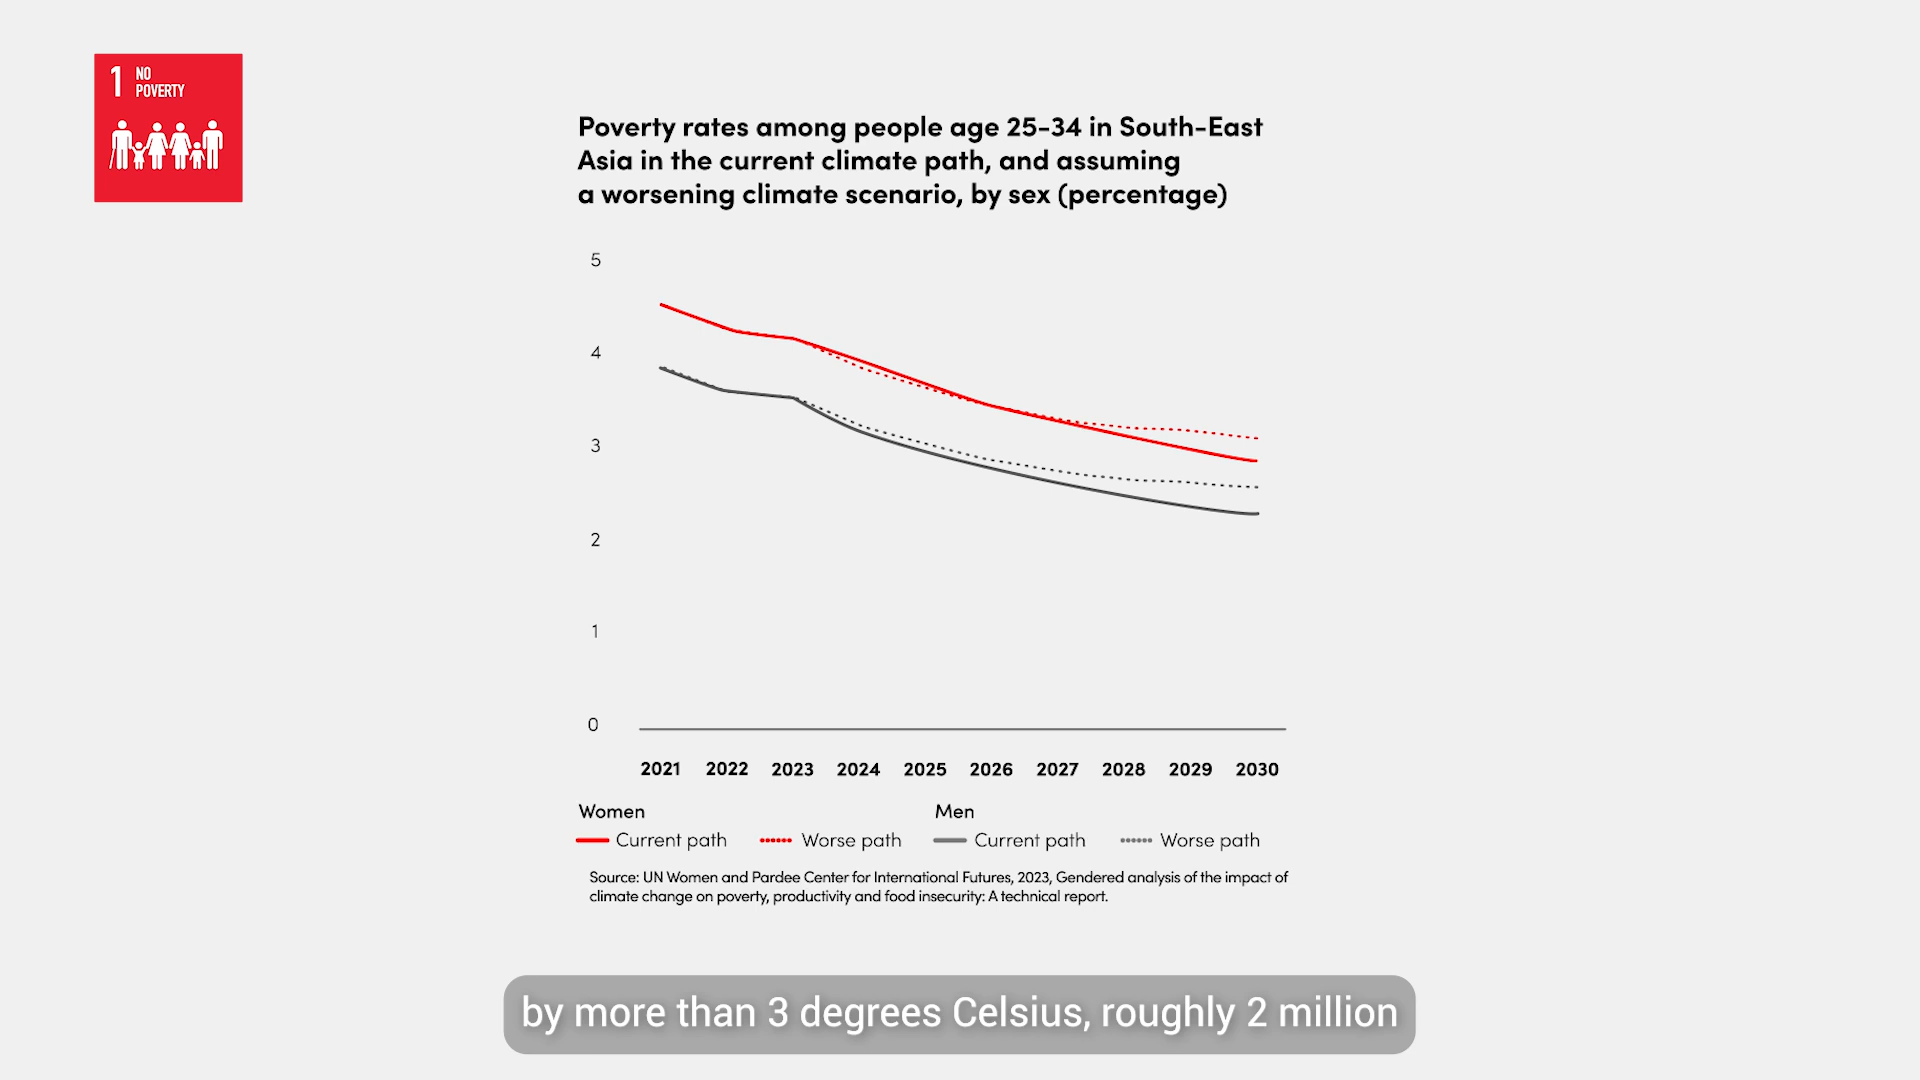 1 NO
POVERTY
Poverty rates among people age 25-34 in South-East
Asia in the current climate path, and assuming
a worsening climate scenario, by sex (percentage)
5
4
3
2
1
0
2021 2022 2023 2024 2025 2026 2027 2028 2029 2030
Women Men
Current path Worse path Current path Worse path
Source: UN Women and Pardee Center for International Futures, 2023, Gendered analysis of the impact of
climate change on poverty, productivity and food insecurity: A technical report.
by more than 3 degrees Celsius, roughly 2 million